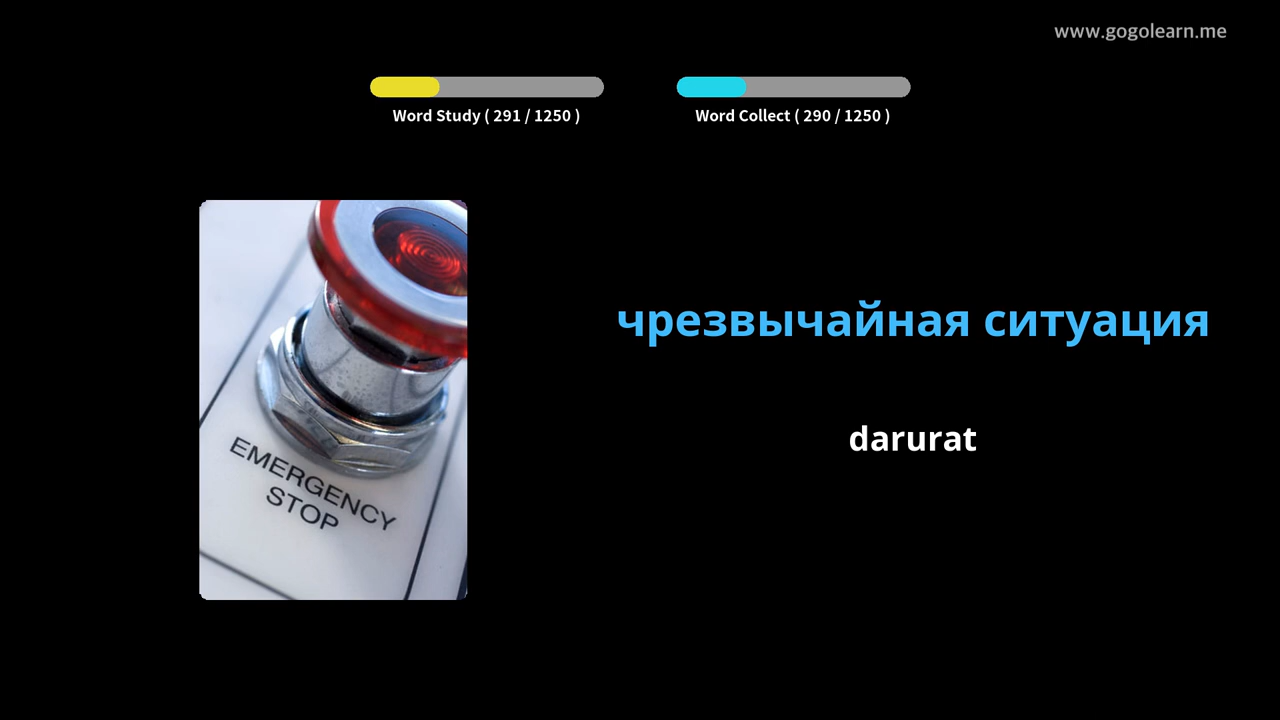 www.gogolearn.me
Word Study ( 291 / 1250 )
Word Collect ( 290 / 1250 )
чрезвычайная ситуация
darurat
EMERGENCY
STOP